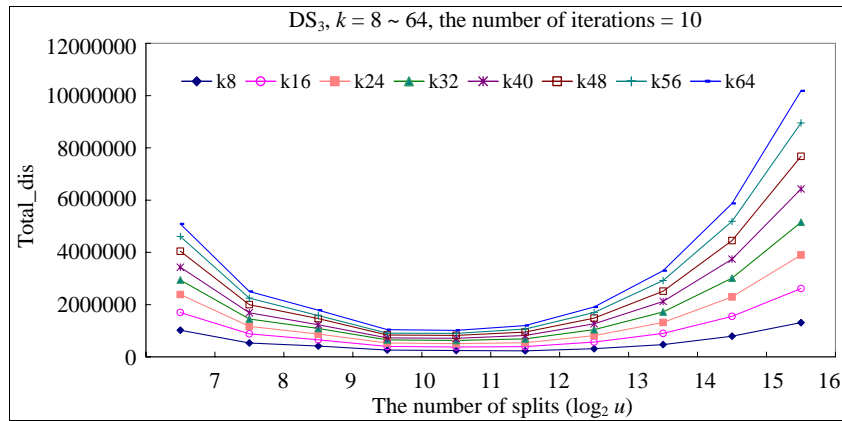 DS₃, k = 8 ~ 64, the number of iterations = 10
12000000
10000000
8000000
6000000
4000000
2000000
0
Total_dis
k8 k16 k24 k32 k40 k48 k56 k64
7 8 9 10 11 12 13 14 15 16
The number of splits (log₂ u)